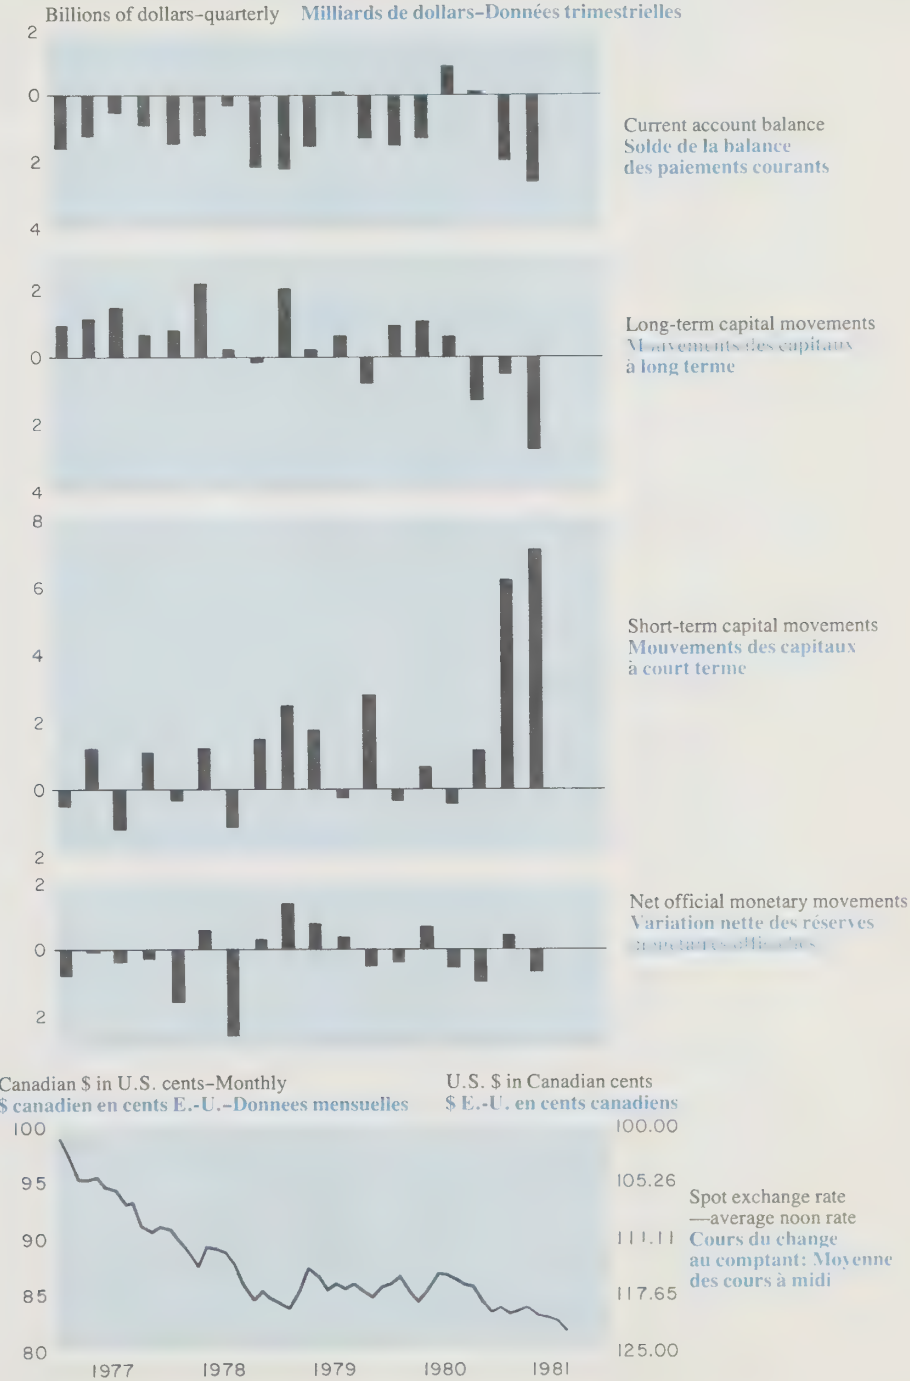 Billions of dollars–quarterly Milliards de dollars–Données trimestrielles
2
0
2
4
Current account balance
Solde de la balance
des paiements courants
2
0
2
4
Long-term capital movements
des capitaux
à long terme
8
6
4
2
0
2
Short-term capital movements
Mouvements des capitaux
à court terme
2
0
2
Net official monetary movements
Variation nette des réserves
Canadian $ in U.S. cents–Monthly
$ canadien en cents E.-U.–Donnees mensuelles
U.S. $ in Canadian cents
$ E.-U. en cents canadiens
100
95
90
85
80
100.00
105.26
111.11
117.65
125.00
Spot exchange rate
—average noon rate
Cours du change
au comptant: Moyenne
des cours à midi
1977 1978 1979 1980 1981